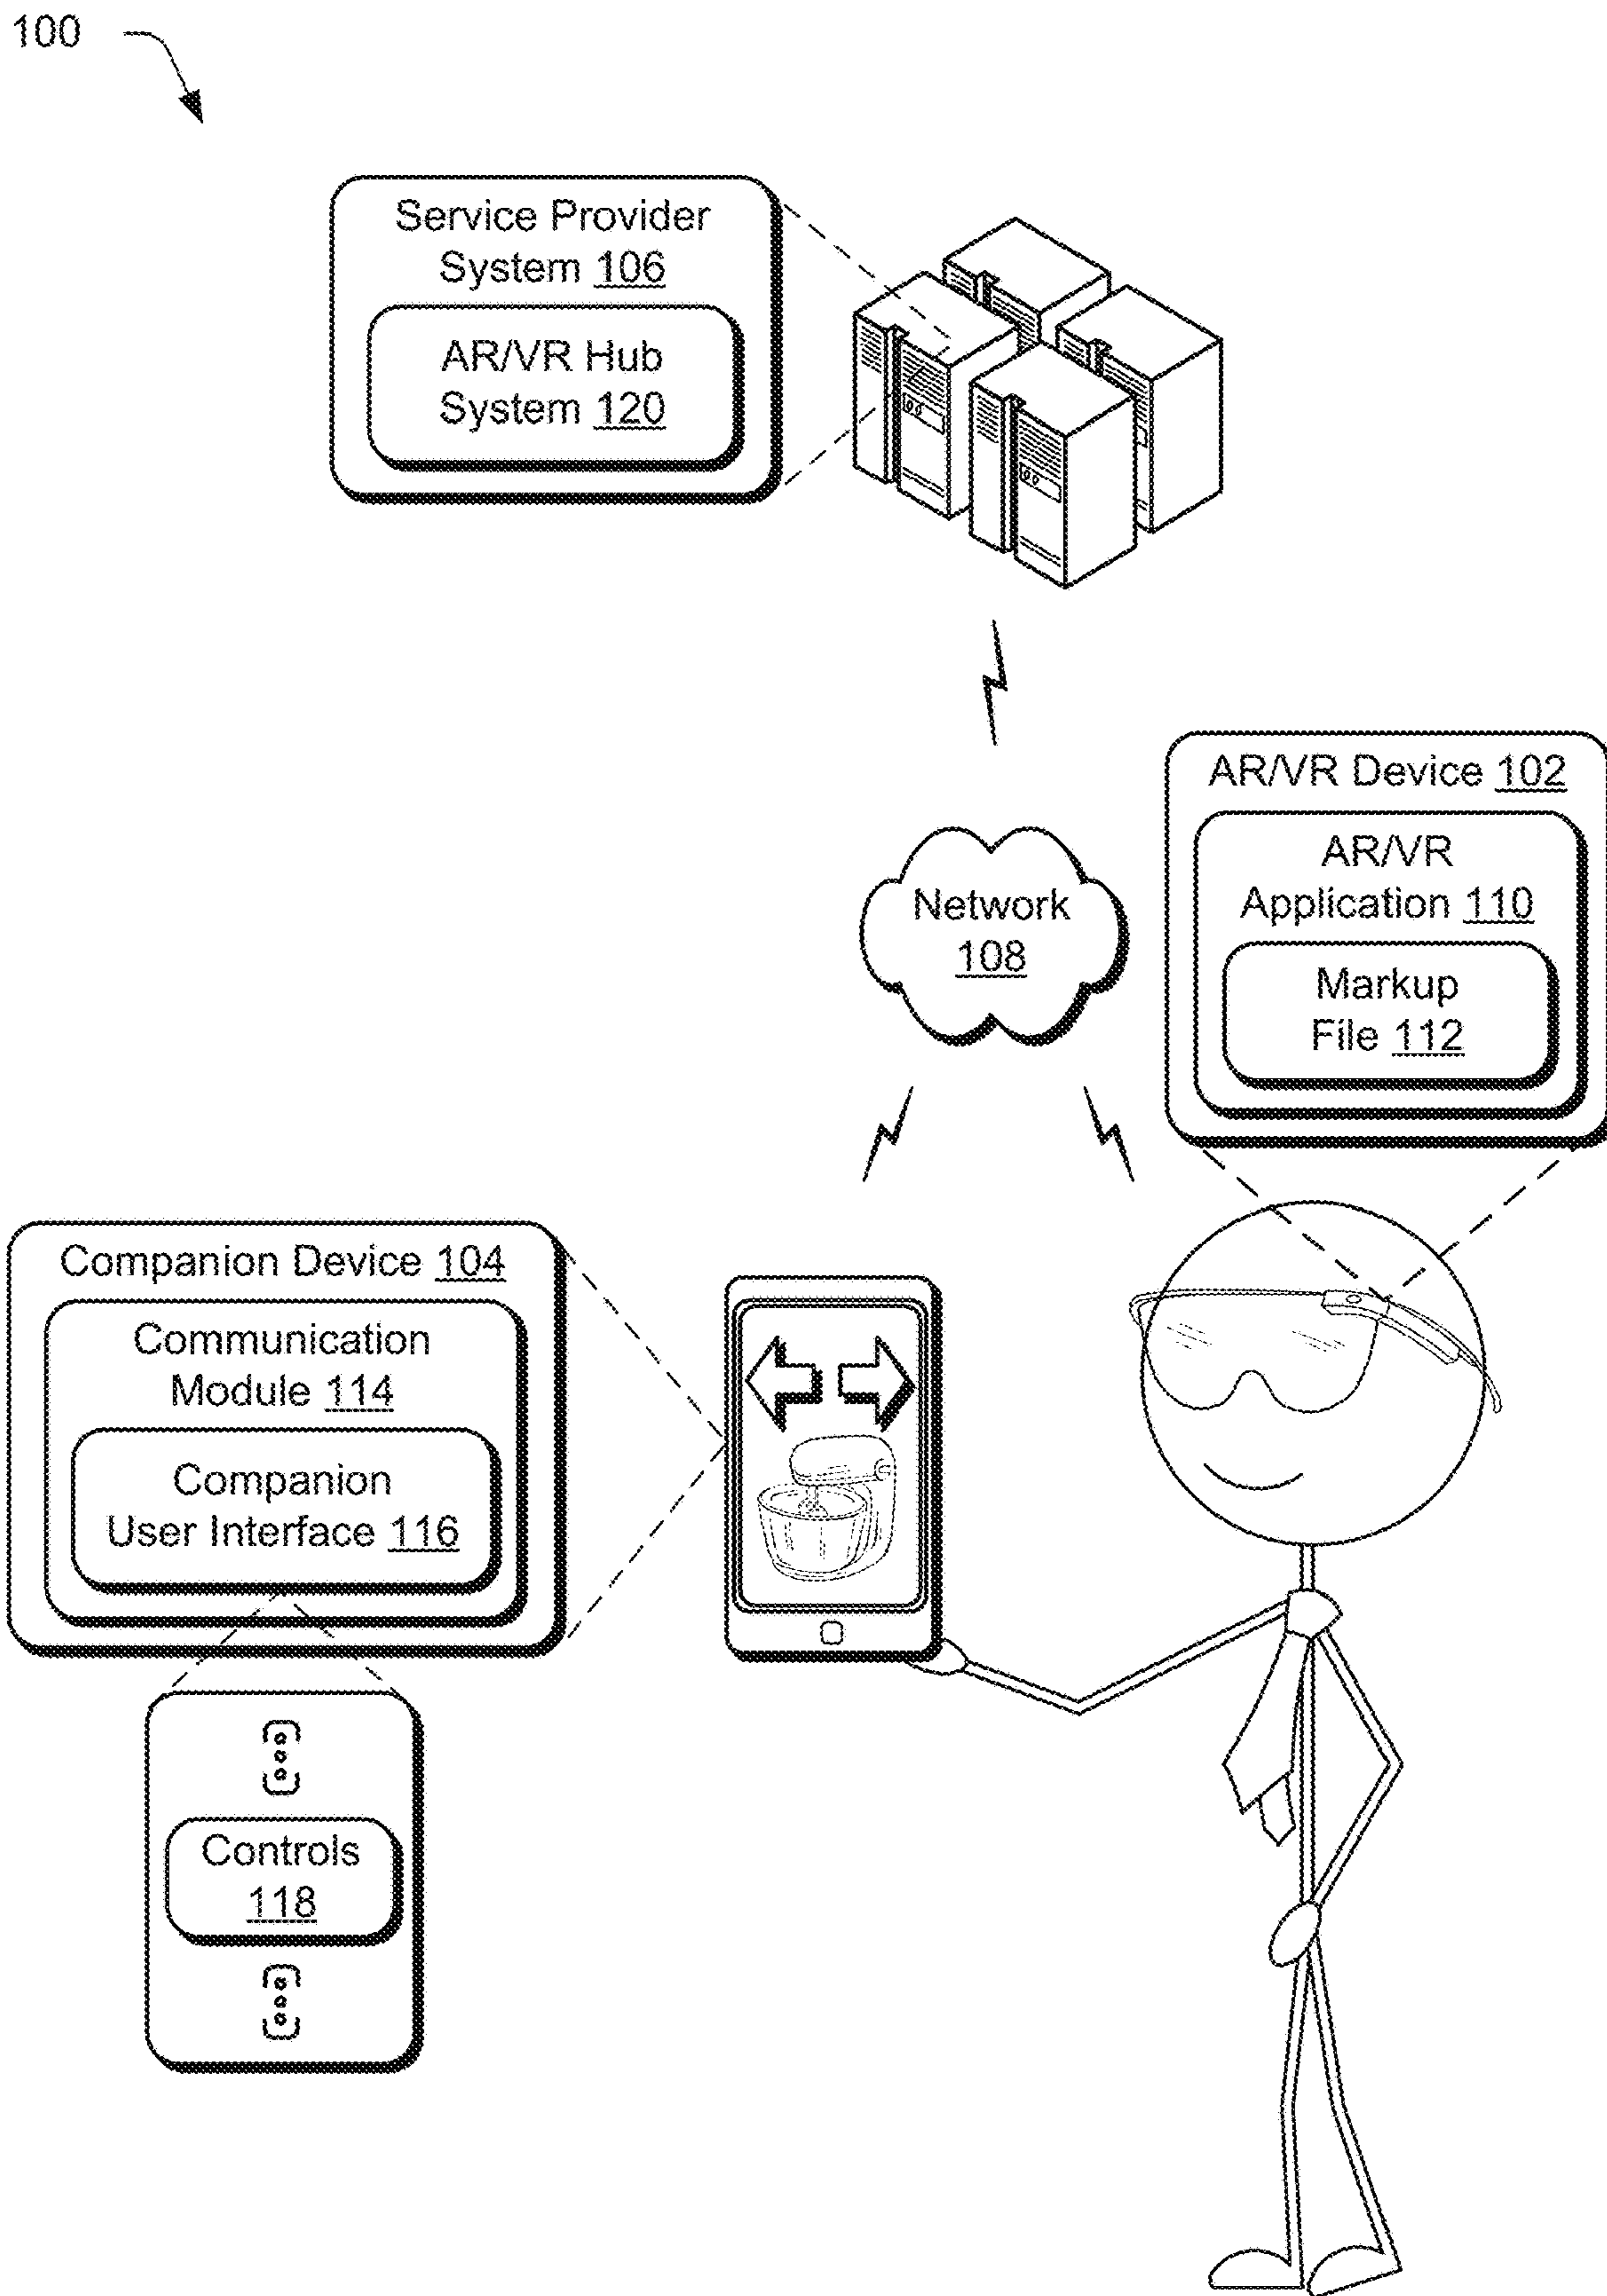 100
Service Provider
System 106
AR/VR Hub
System 120
AR/VR Device 102
AR/VR
Application 110
Markup
File 112
Network
108
Companion Device 104
Communication
Module 114
Companion
User Interface 116
Controls
118